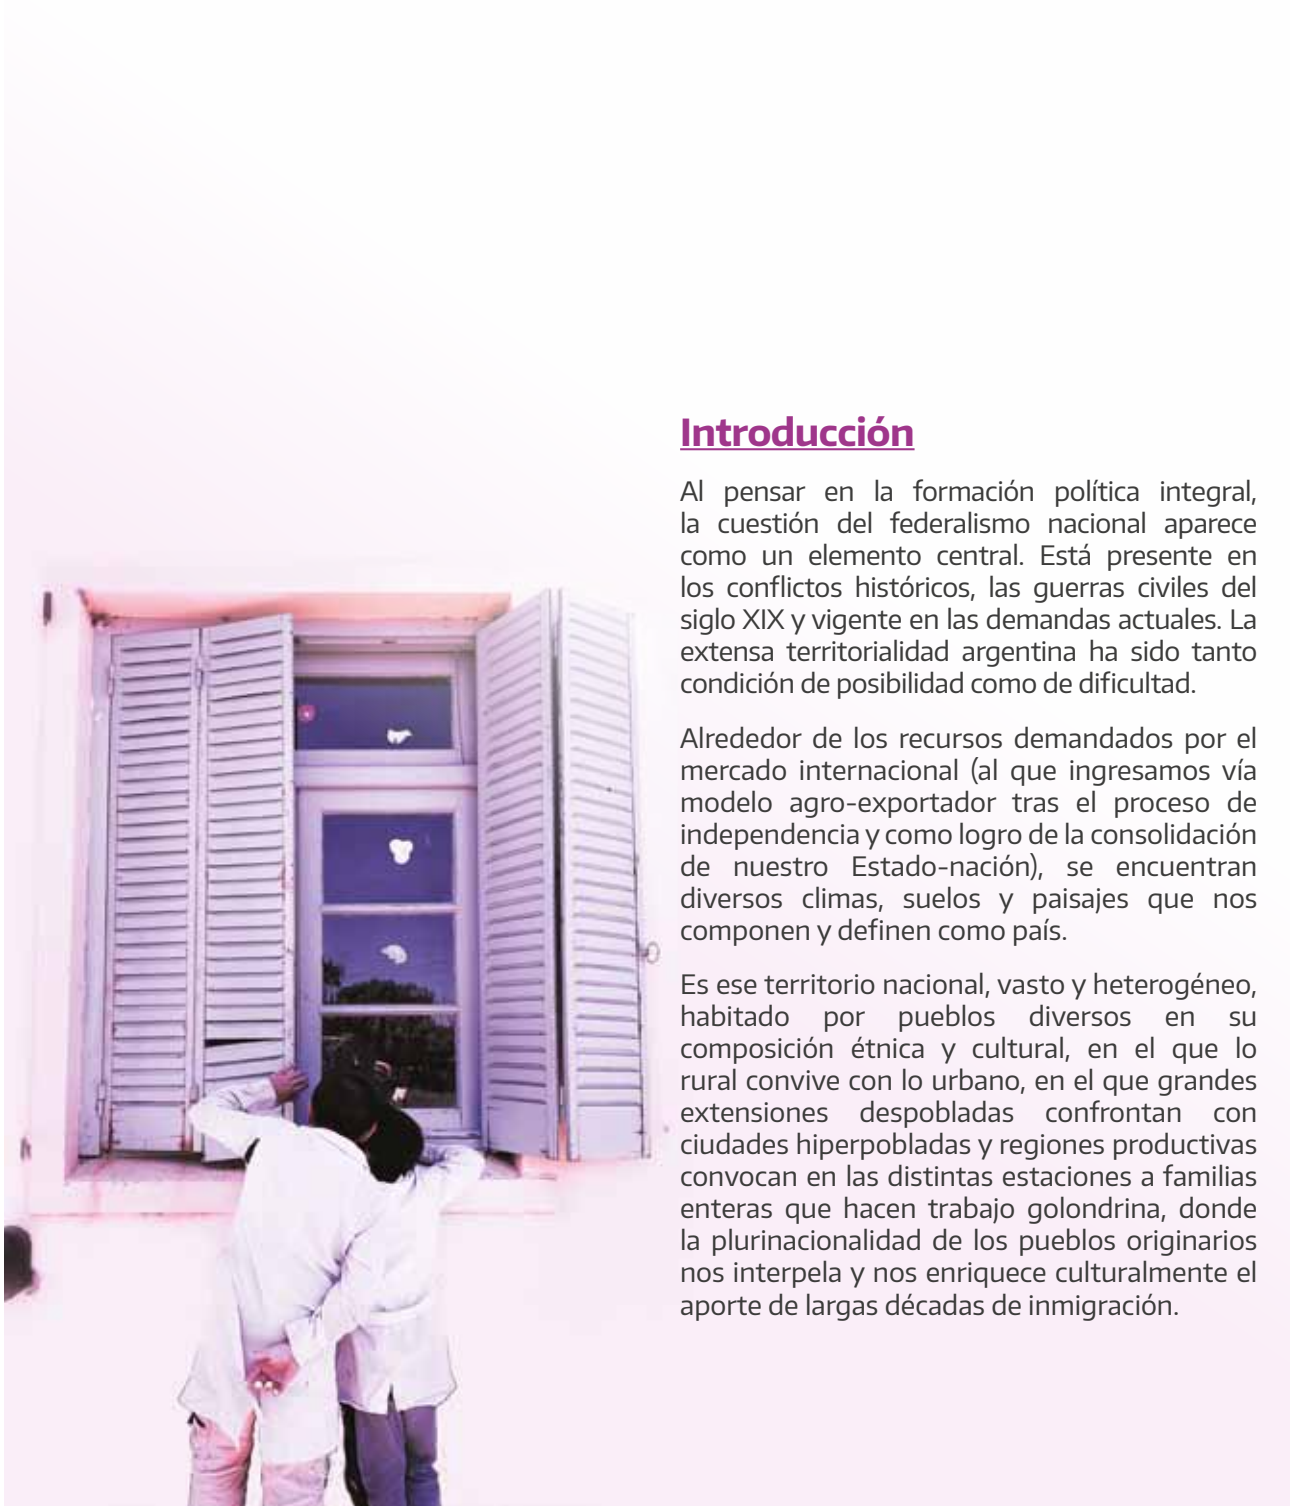 Introducción
Al pensar en la formación política integral,
la cuestión del federalismo nacional aparece
como un elemento central. Está presente en
los conflictos históricos, las guerras civiles del
siglo XIX y vigente en las demandas actuales. La
extensa territorialidad argentina ha sido tanto
condición de posibilidad como de dificultad.
Alrededor de los recursos demandados por el
mercado internacional (al que ingresamos vía
modelo agro-exportador tras el proceso de
independencia y como logro de la consolidación
de nuestro Estado-nación), se encuentran
diversos climas, suelos y paisajes que nos
componen y definen como país.
Es ese territorio nacional, vasto y heterogéneo,
habitado por pueblos diversos en su
composición étnica y cultural, en el que lo
rural convive con lo urbano, en el que grandes
extensiones despobladas confrontan con
ciudades hiperpobladas y regiones productivas
convocan en las distintas estaciones a familias
enteras que hacen trabajo golondrina, donde
la plurinacionalidad de los pueblos originarios
nos interpela y nos enriquece culturalmente el
aporte de largas décadas de inmigración.